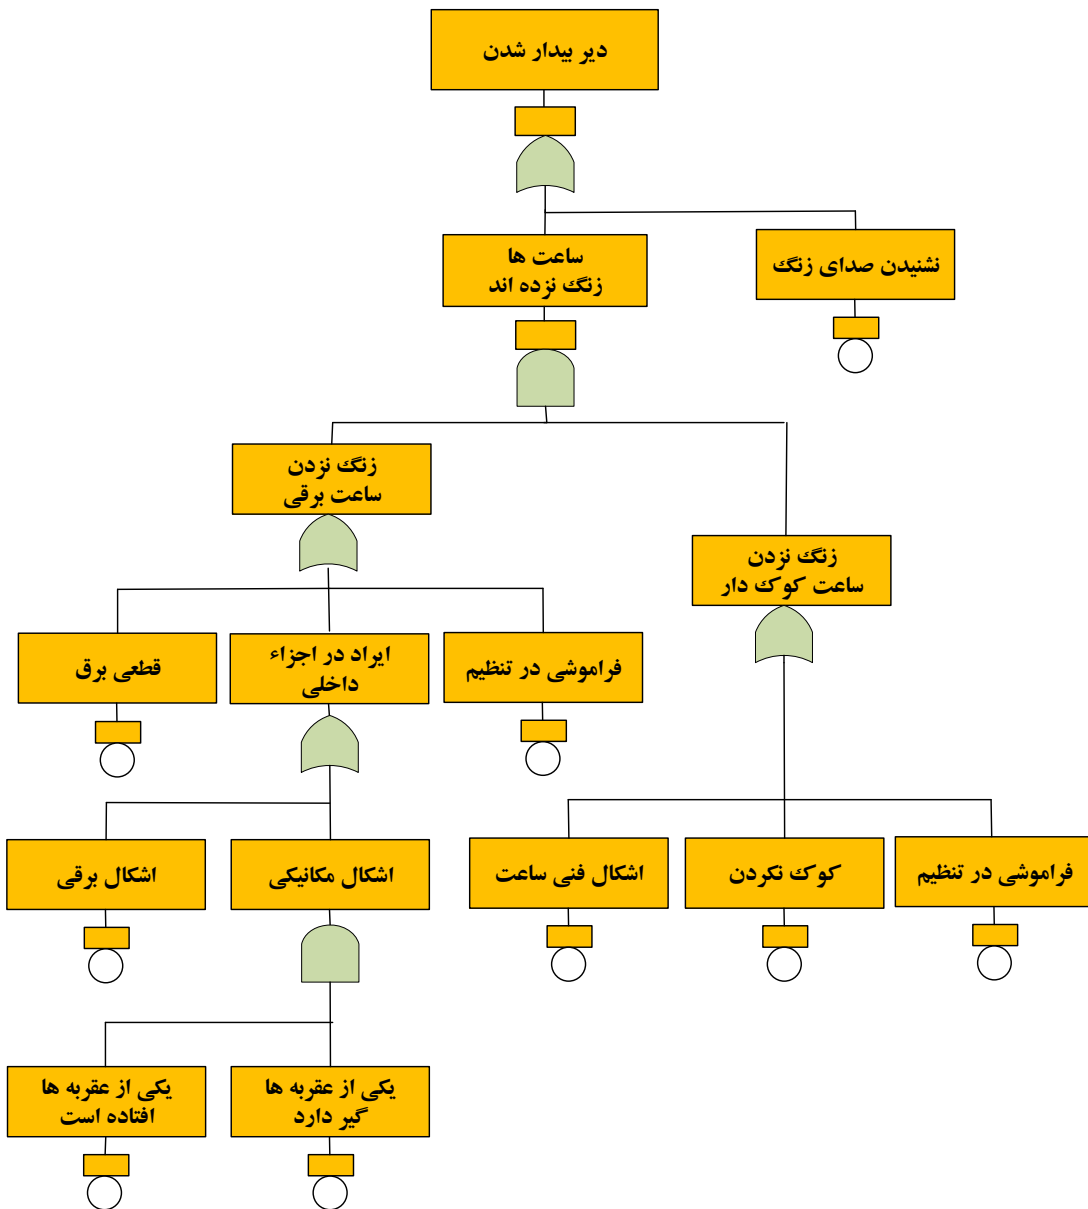 دیر بیدار شدن
ساعت ها
زنگ نزده اند
نشنیدن صدای زنگ
زنگ نزدن
ساعت برقی
زنگ نزدن
ساعت کوک دار
قطعی برق
ایراد در اجزاء
داخلی
فراموشی در تنظیم
اشکال برقی
اشکال مکانیکی
اشکال فنی ساعت
کوک نکردن
فراموشی در تنظیم
یکی از عقربه ها
افتاده است
یکی از عقربه ها
گیر دارد